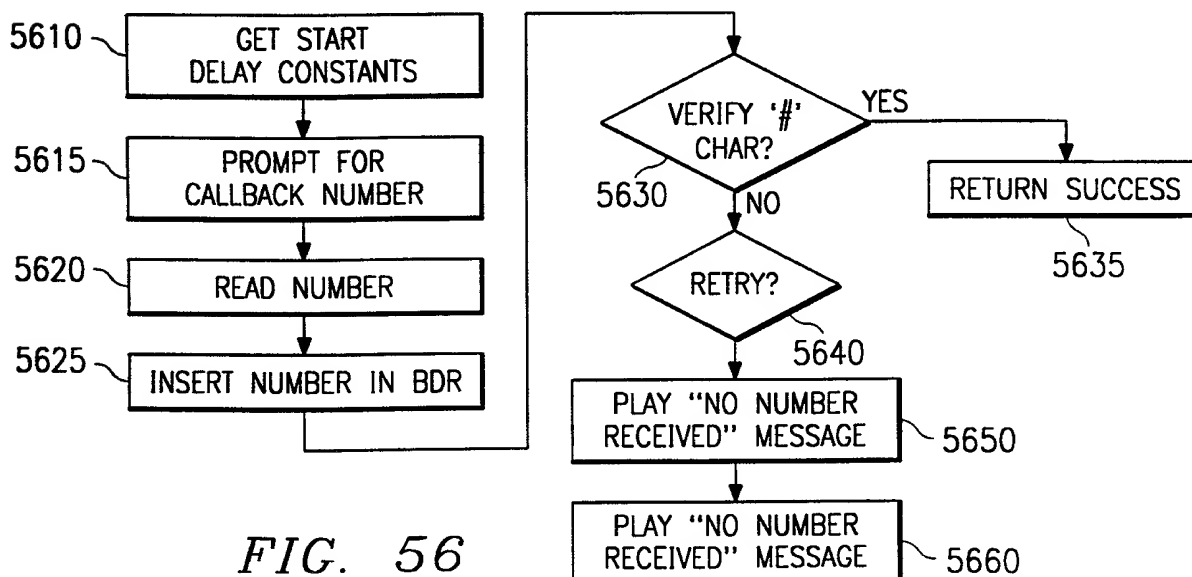 5610
GET START
DELAY CONSTANTS
5615
PROMPT FOR
CALLBACK NUMBER
5620
READ NUMBER
5625
INSERT NUMBER IN BDR
VERIFY '#'
CHAR?
5630
YES
RETURN SUCCESS
5635
NO
RETRY?
5640
PLAY "NO NUMBER
RECEIVED" MESSAGE
5650
PLAY "NO NUMBER
RECEIVED" MESSAGE
5660
FIG. 56